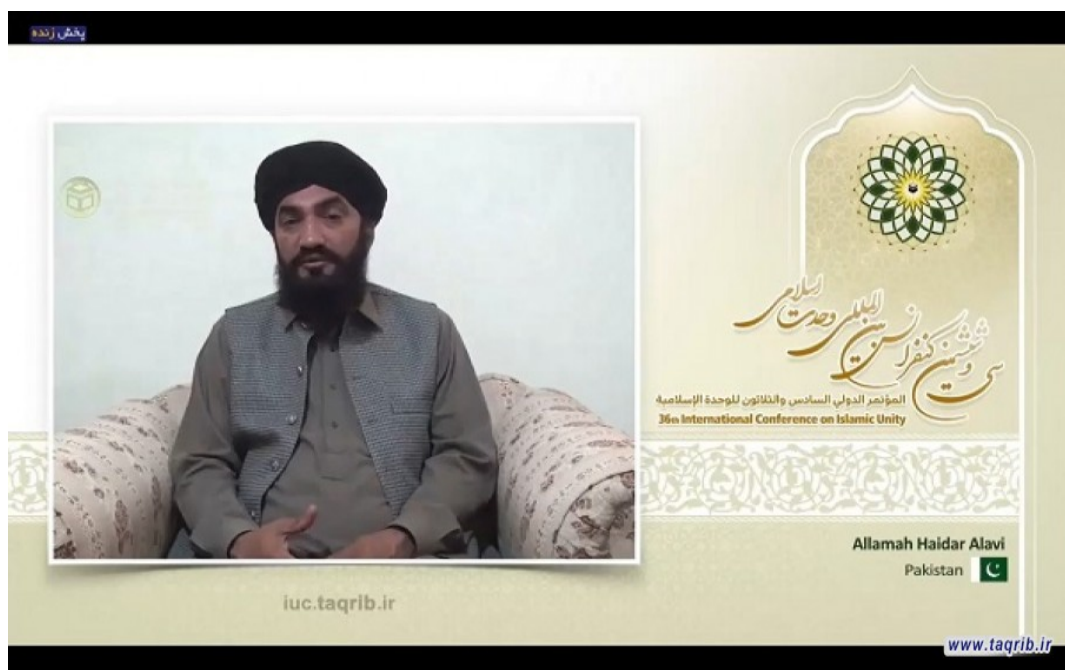 پخش زنده
سی و ششمین کنفرانس بین المللی وحدت اسلامی
المؤتمر الدولي السادس والثلاثون للوحدة الإسلامية
36th International Conference on Islamic Unity
Allamah Haidar Alavi
Pakistan
iuc.taqrib.ir
www.taqrib.ir